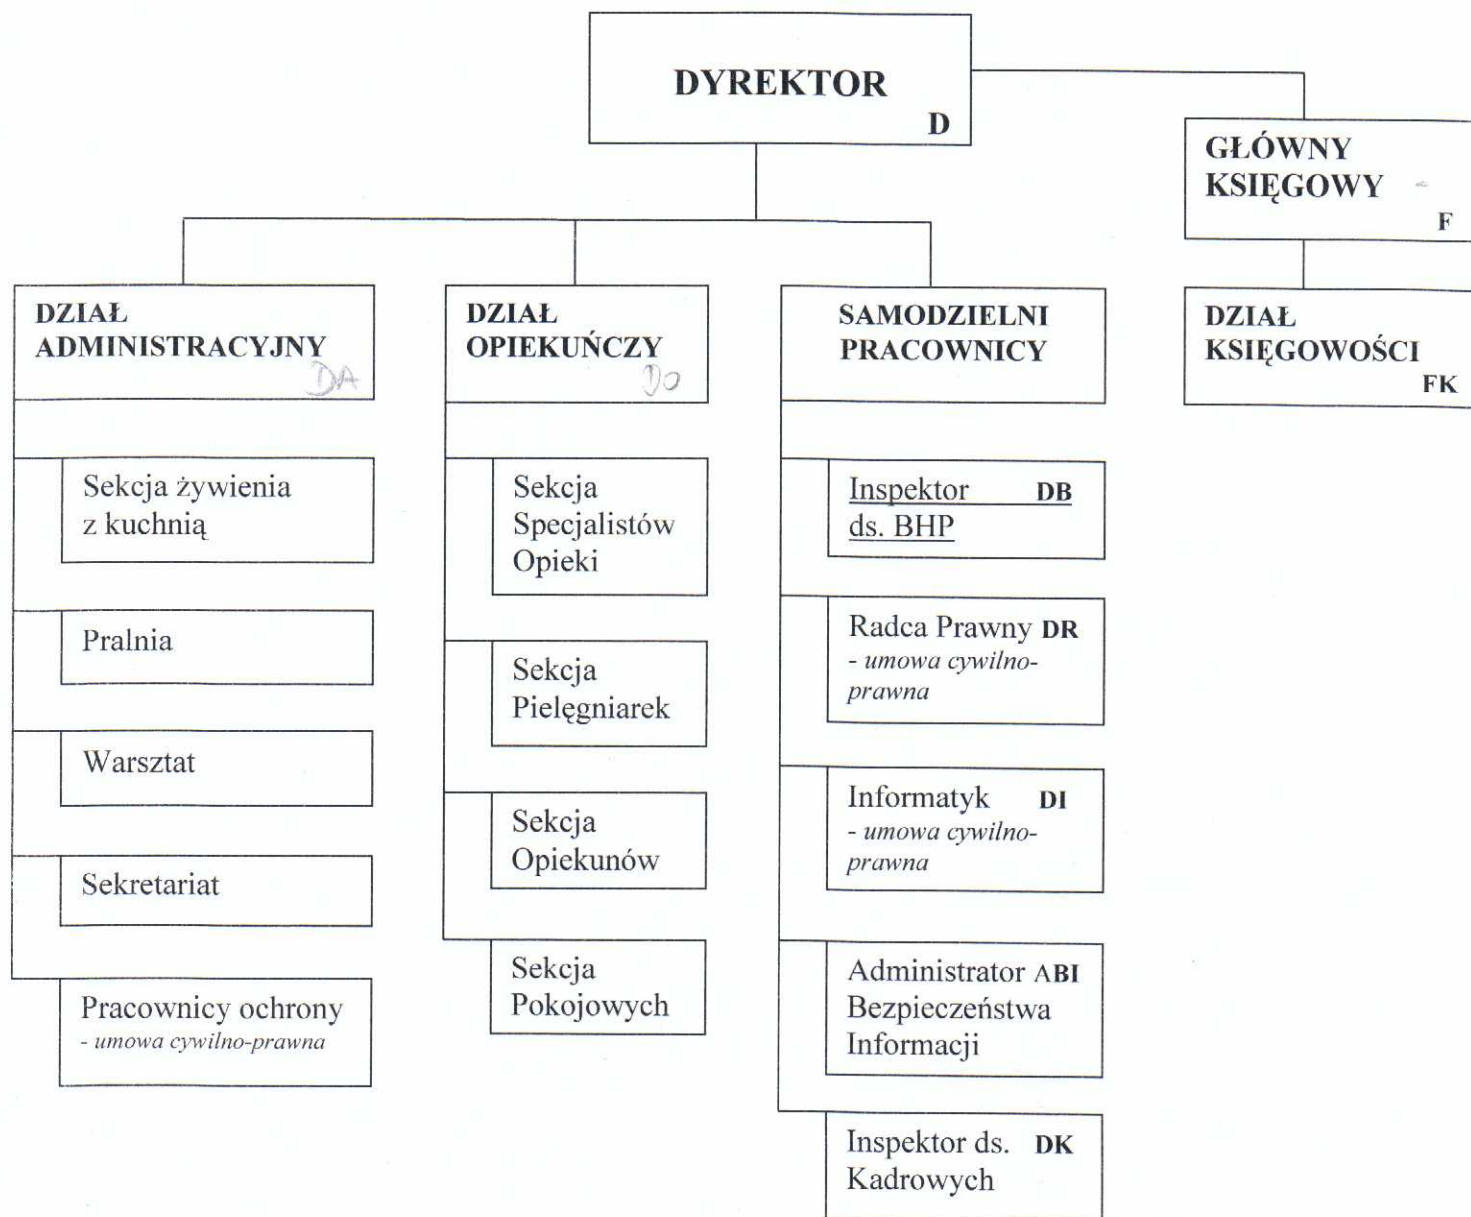 DYREKTOR
D
GŁÓWNY
KSIĘGOWY
F
DZIAŁ
KSIĘGOWOŚCI
FK
DZIAŁ
ADMINISTRACYJNY
DA
Sekcja żywienia
z kuchnią
Pralnia
Warsztat
Sekretariat
Pracownicy ochrony
- umowa cywilno-prawna
DZIAŁ
OPIEKUŃCZY
DO
Sekcja
Specjalistów
Opieki
Sekcja
Pielęgniarek
Sekcja
Opiekunów
Sekcja
Pokojowych
SAMODZIELNI
PRACOWNICY
Inspektor DB
ds. BHP
Radca Prawny DR
- umowa cywilno-
prawna
Informatyk DI
- umowa cywilno-
prawna
Administrator ABI
Bezpieczeństwa
Informacji
Inspektor ds. DK
Kadrowych